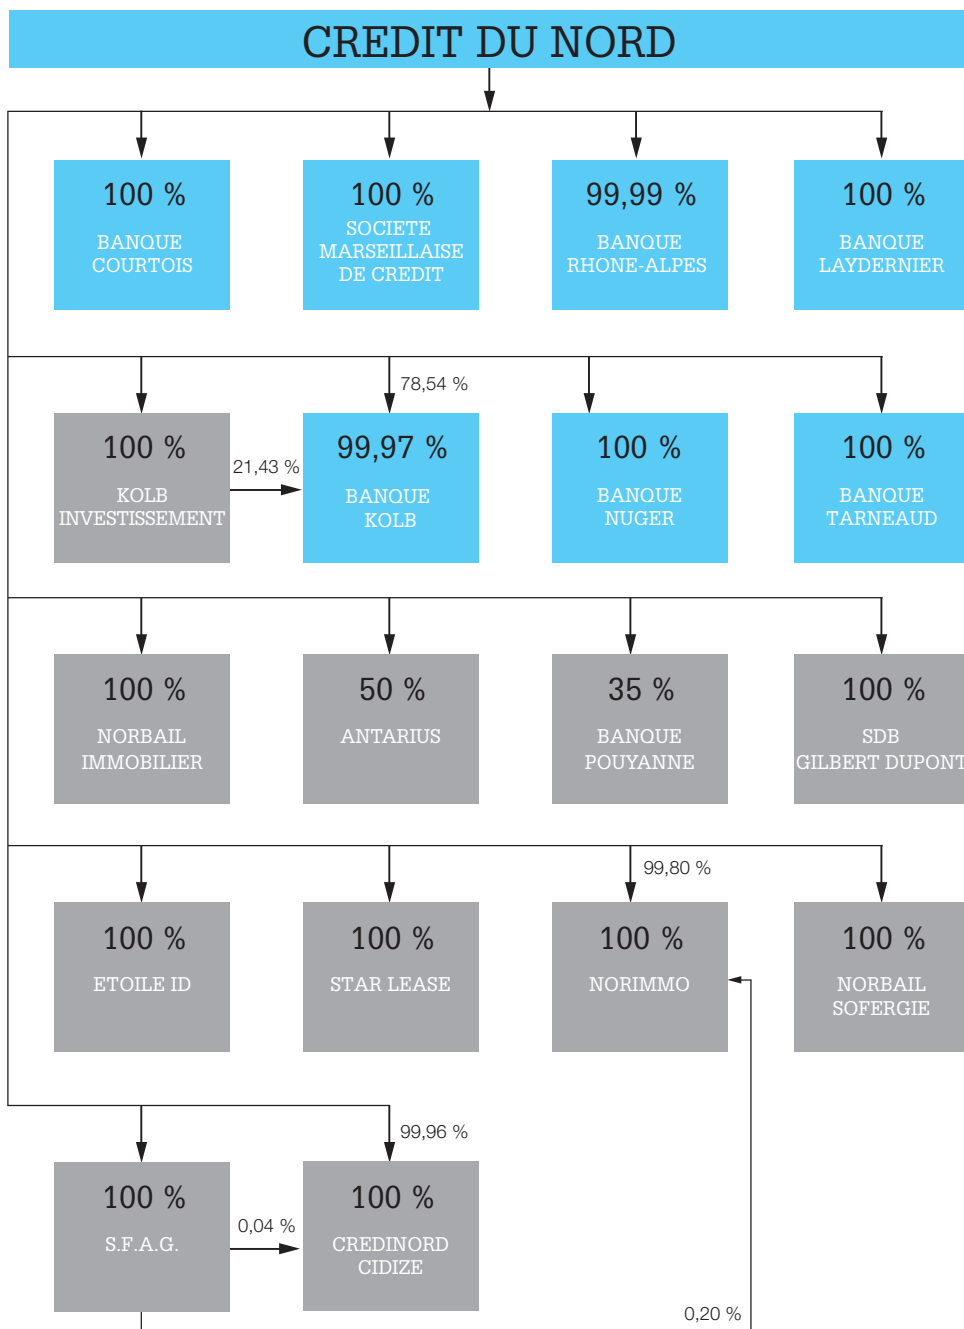 CREDIT DU NORD
100 %
BANQUE
COURTOIS
100 %
SOCIETE
MARSEILLAISE
DE CREDIT
99,99 %
BANQUE
RHONE-ALPES
100 %
BANQUE
LAYDERNIER
100 %
KOLB
INVESTISSEMENT
21,43 %
78,54 %
99,97 %
BANQUE
KOLB
100 %
BANQUE
NUGER
100 %
BANQUE
TARNEAUD
100 %
NORBAIL
IMMOBILIER
50 %
ANTARIUS
35 %
BANQUE
POUYANNE
100 %
SDB
GILBERT DUPONT
100 %
ETOILE ID
100 %
STAR LEASE
99,80 %
100 %
NORIMMO
100 %
NORBAIL
SOFERGIE
100 %
S.F.A.G.
0,04 %
99,96 %
100 %
CREDINORD
CIDIZE
0,20 %